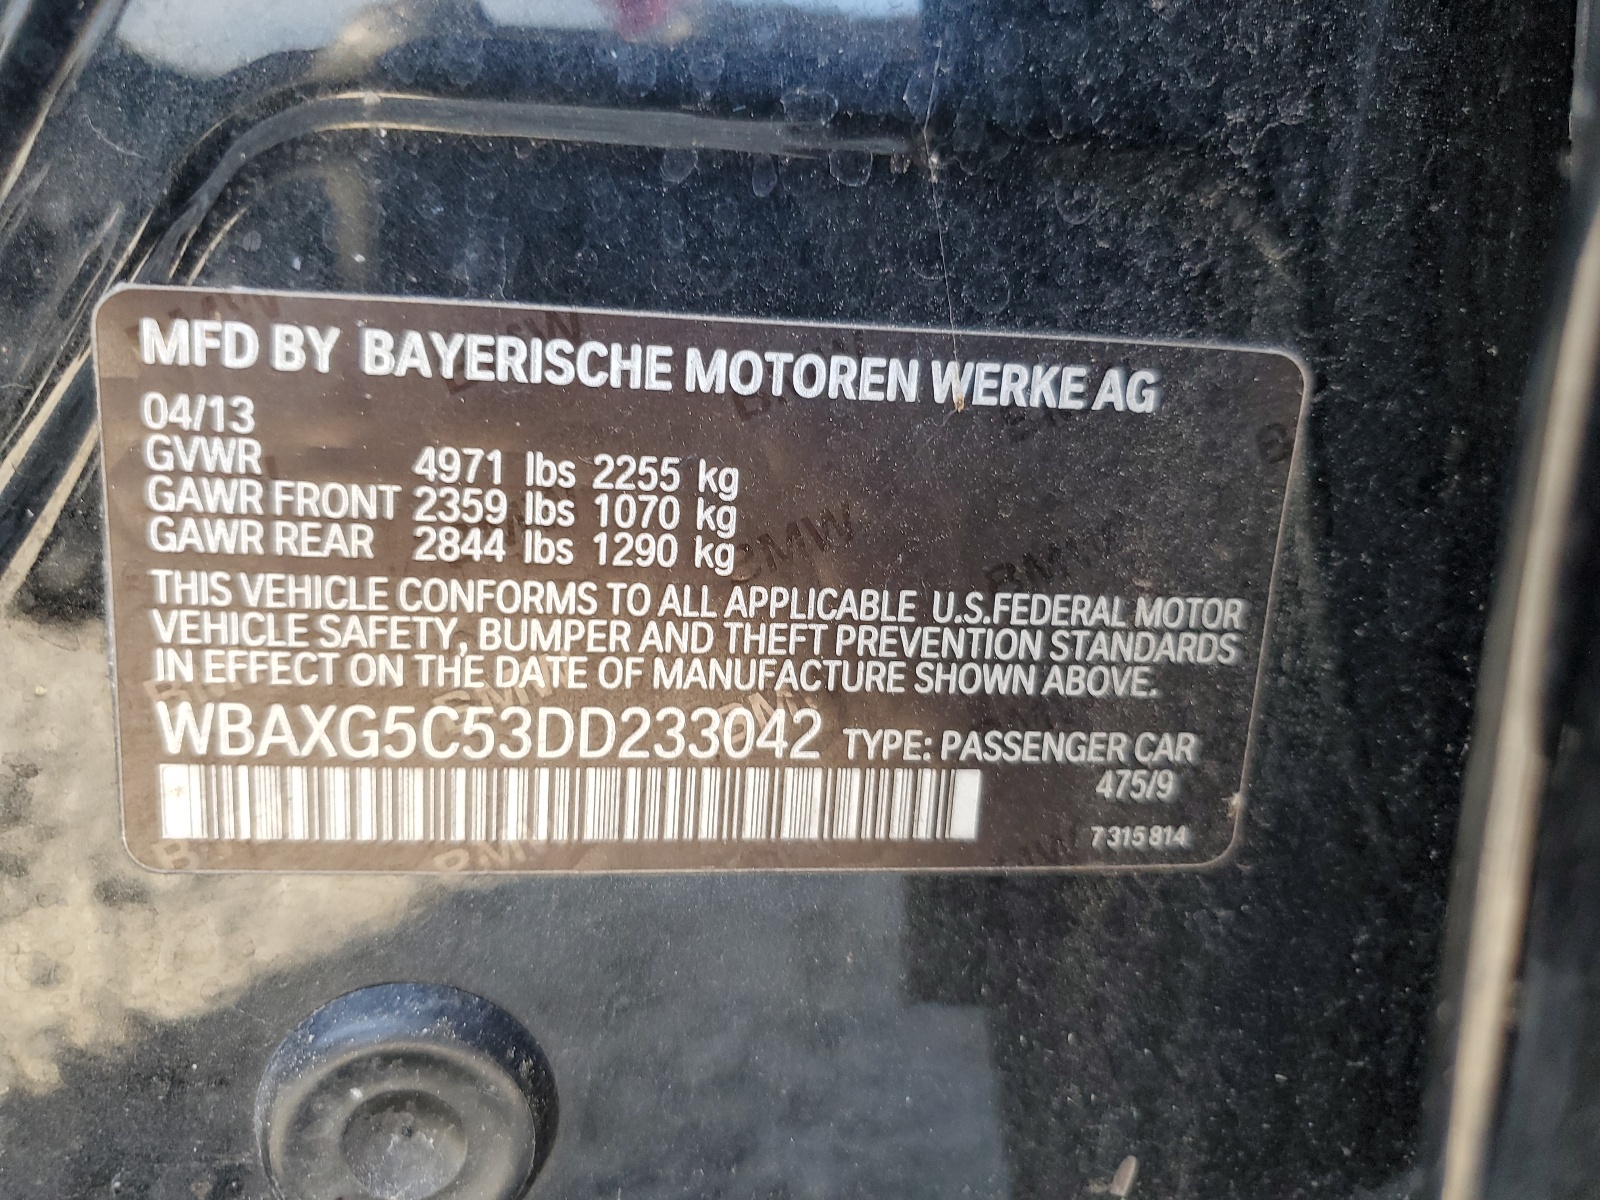 MFD BY BAYERISCHE MOTOREN WERKE AG
04/13
GVWR 4971 lbs 2255 kg
GAWR FRONT 2359 lbs 1070 kg
GAWR REAR 2844 lbs 1290 kg
THIS VEHICLE CONFORMS TO ALL APPLICABLE U.S.FEDERAL MOTOR
VEHICLE SAFETY, BUMPER AND THEFT PREVENTION STANDARDS
IN EFFECT ON THE DATE OF MANUFACTURE SHOWN ABOVE.
WBAXG5C53DD233042 TYPE: PASSENGER CAR
475/9
7 315 814